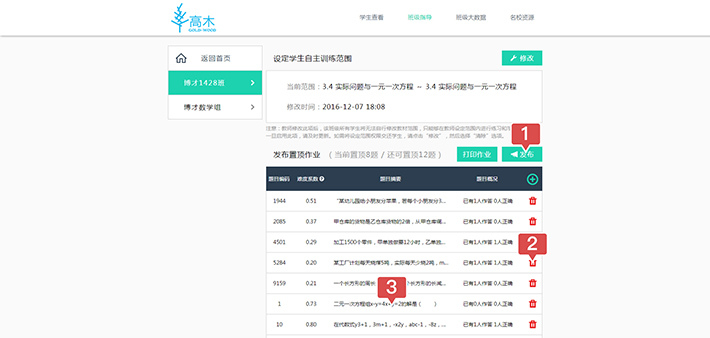 高木
GOLD WOOD
学生查看
班级指导
班级大数据
名校资源
返回首页
博才1428班
博才教学组
设定学生自主训练范围
修改
当前范围：3.4 实际问题与一元一次方程 -- 3.4 实际问题与一元一次方程
修改时间：2016-12-07 18:08
发布置顶作业 （当前置顶8题 / 还可置顶12题）
打印作业
发布
1
题目编码 难度系数 题目摘要 题目概况
1944 0.51 "某幼儿园给小朋友分苹果，若每个小朋友分3... 已有1人作答 0人正确
2085 0.37 甲仓库的货物是乙仓库货物的2倍，从甲仓库调... 已有1人作答 0人正确
4501 0.29 加工1500个零件，甲单独做要12小时，乙单独... 已有1人作答 1人正确
2
5284 0.20 某工厂计划每天烧煤5吨，实际每天少烧2吨，m... 已有1人作答 1人正确
9159 0.21 一个长方形的周长 个长方形的长减... 已有1人作答 0人正确
3
1 0.73 二元一次方程组x-y=4x+y=2的解是（ ） 已有0人作答 0人正确
10 0.80 在代数式y3+1，3m+1，-x2y，abc-1，-8z，... 已有1人作答 1人正确